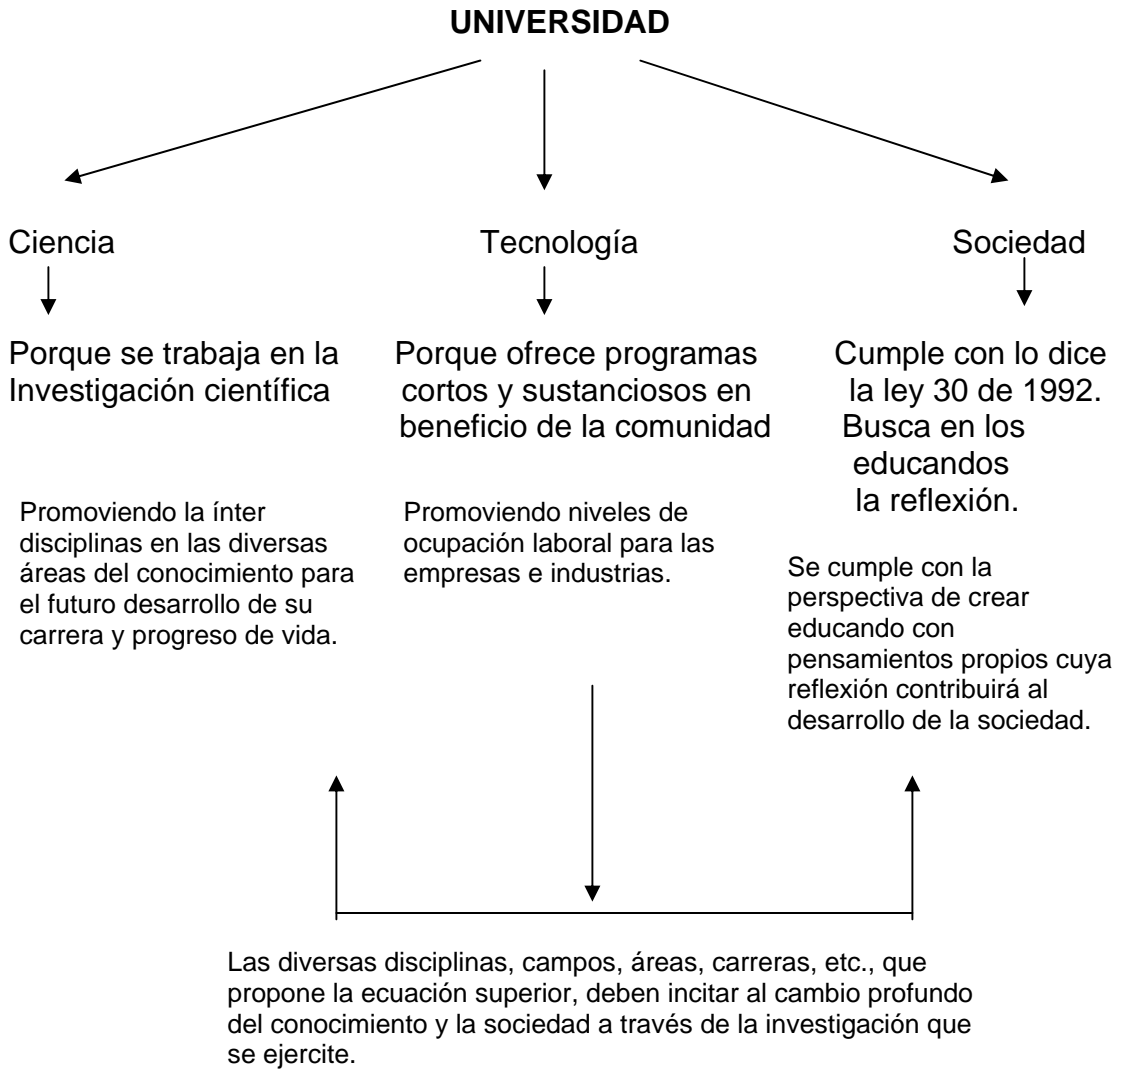 UNIVERSIDAD
Ciencia
Tecnología
Sociedad
Porque se trabaja en la
Investigación científica
Porque ofrece programas
cortos y sustanciosos en
beneficio de la comunidad
Cumple con lo dice
la ley 30 de 1992.
Busca en los
educandos
la reflexión.
Promoviendo la ínter
disciplinas en las diversas
áreas del conocimiento para
el futuro desarrollo de su
carrera y progreso de vida.
Promoviendo niveles de
ocupación laboral para las
empresas e industrias.
Se cumple con la
perspectiva de crear
educando con
pensamientos propios cuya
reflexión contribuirá al
desarrollo de la sociedad.
Las diversas disciplinas, campos, áreas, carreras, etc., que
propone la ecuación superior, deben incitar al cambio profundo
del conocimiento y la sociedad a través de la investigación que
se ejercite.